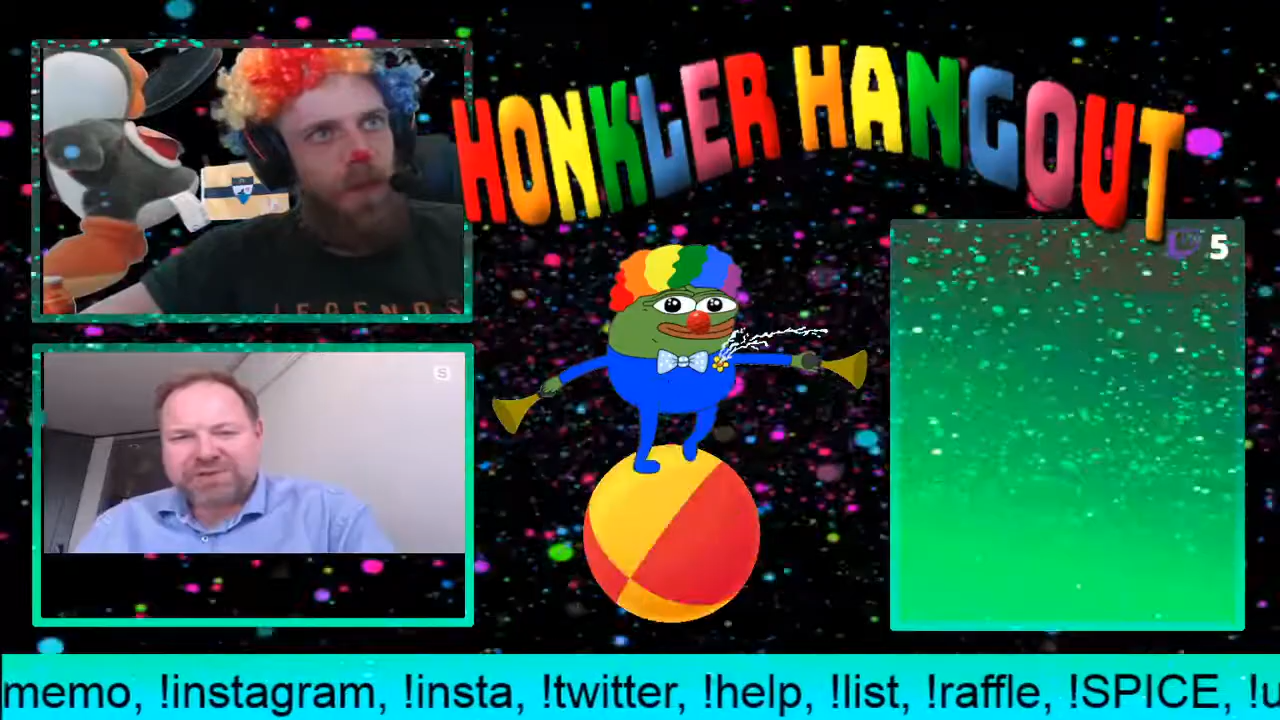 HONKLER HANGOUT
5
LEGENDS
S
memo, !instagram, !insta, !twitter, !help, !list, !raffle, !SPICE, !u